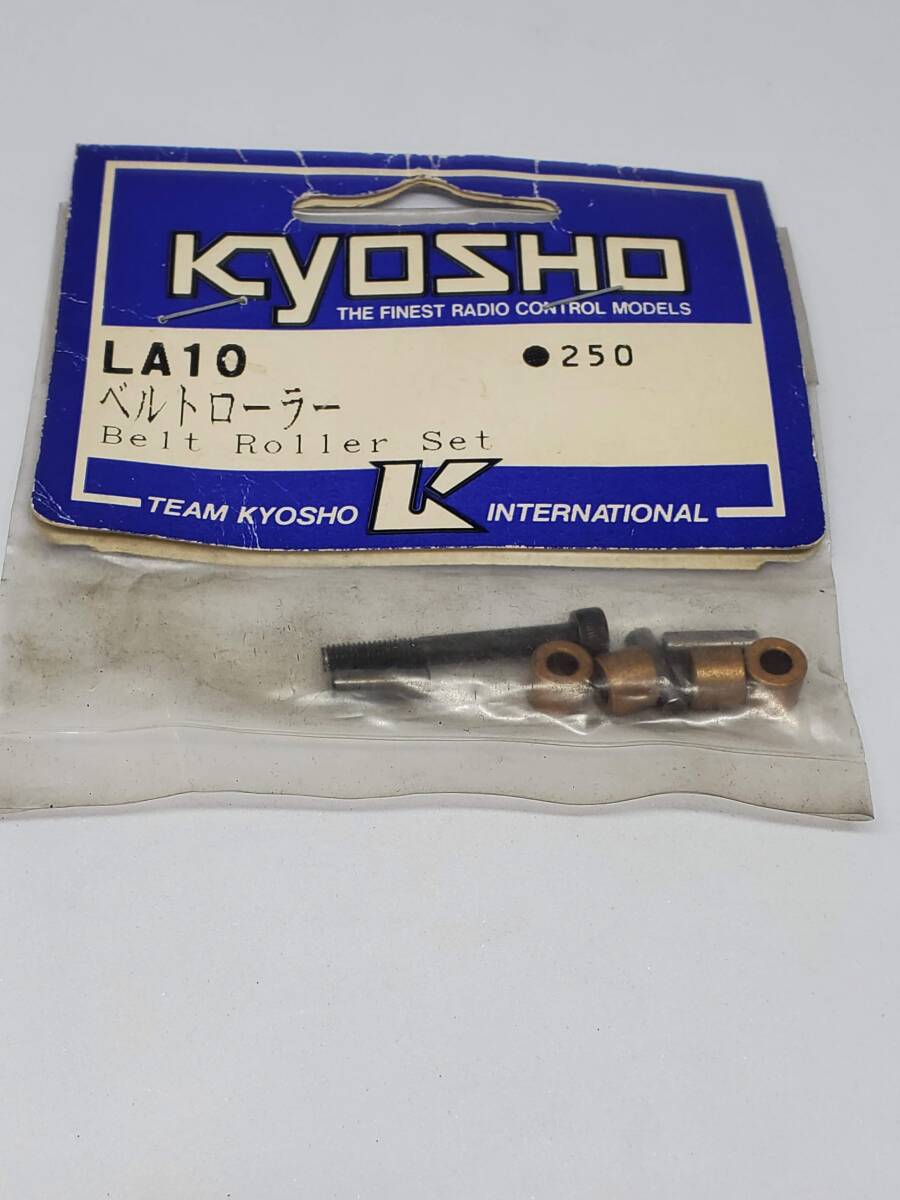 KYOSHO
THE FINEST RADIO CONTROL MODELS
LA10 ●250
ベルトローラー
Belt Roller Set
TEAM KYOSHO K INTERNATIONAL